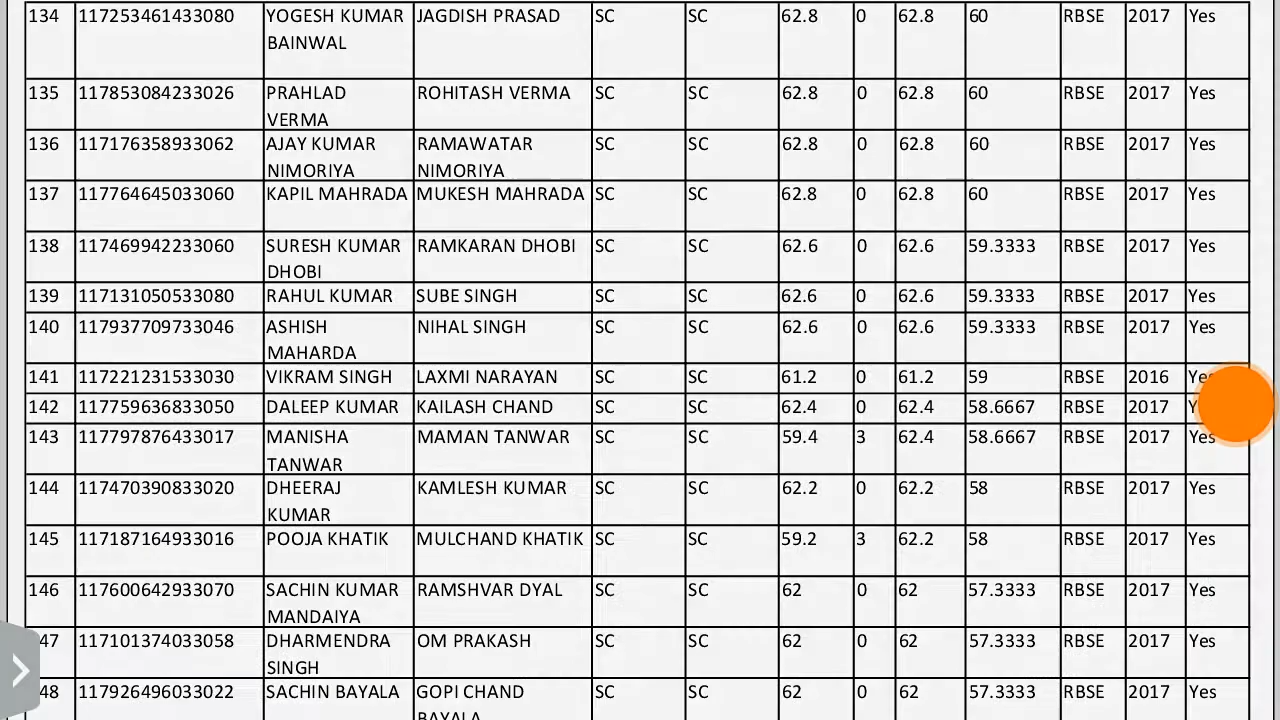 134 117253461433080 YOGESH KUMAR JAGDISH PRASAD SC SC 62.8 0 62.8 60 RBSE 2017 Yes
BAINWAL
135 117853084233026 PRAHLAD ROHITASH VERMA SC SC 62.8 0 62.8 60 RBSE 2017 Yes
VERMA
136 117176358933062 AJAY KUMAR RAMAWATAR SC SC 62.8 0 62.8 60 RBSE 2017 Yes
NIMORIYA NIMORIYA
137 117764645033060 KAPIL MAHRADA MUKESH MAHRADA SC SC 62.8 0 62.8 60 RBSE 2017 Yes
138 117469942233060 SURESH KUMAR RAMKARAN DHOBI SC SC 62.6 0 62.6 59.3333 RBSE 2017 Yes
DHOBI
139 117131050533080 RAHUL KUMAR SUBE SINGH SC SC 62.6 0 62.6 59.3333 RBSE 2017 Yes
140 117937709733046 ASHISH NIHAL SINGH SC SC 62.6 0 62.6 59.3333 RBSE 2017 Yes
MAHARDA
141 117221231533030 VIKRAM SINGH LAXMI NARAYAN SC SC 61.2 0 61.2 59 RBSE 2016 Yes
142 117759636833050 DALEEP KUMAR KAILASH CHAND SC SC 62.4 0 62.4 58.6667 RBSE 2017 Y
143 117797876433017 MANISHA MAMAN TANWAR SC SC 59.4 3 62.4 58.6667 RBSE 2017 Yes
TANWAR
144 117470390833020 DHEERAJ KAMLESH KUMAR SC SC 62.2 0 62.2 58 RBSE 2017 Yes
KUMAR
145 117187164933016 POOJA KHATIK MULCHAND KHATIK SC SC 59.2 3 62.2 58 RBSE 2017 Yes
146 117600642933070 SACHIN KUMAR RAMSHVAR DYAL SC SC 62 0 62 57.3333 RBSE 2017 Yes
MANDAIYA
47 117101374033058 DHARMENDRA OM PRAKASH SC SC 62 0 62 57.3333 RBSE 2017 Yes
SINGH
48 117926496033022 SACHIN BAYALA GOPI CHAND SC SC 62 0 62 57.3333 RBSE 2017 Yes
BAYALA